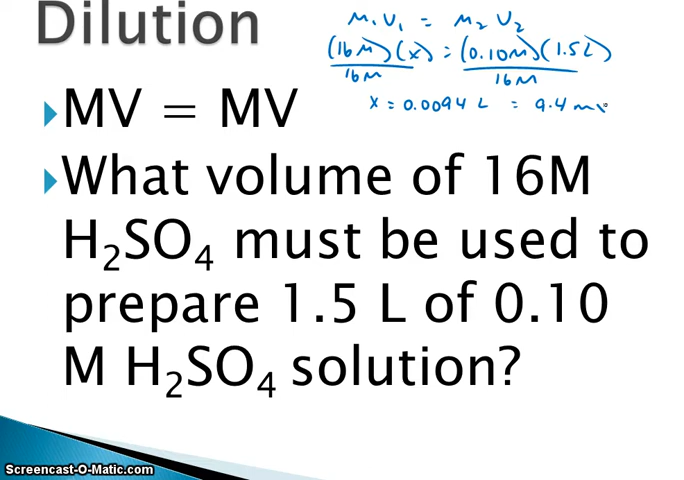 Dilution
M₁V₁ = M₂V₂
(16M)(x) = (0.10M)(1.5L)
16M 16M
x = 0.0094 L = 9.4 m
MV = MV
What volume of 16M
H₂SO₄ must be used to
prepare 1.5 L of 0.10
M H₂SO₄ solution?
Screencast-O-Matic.com